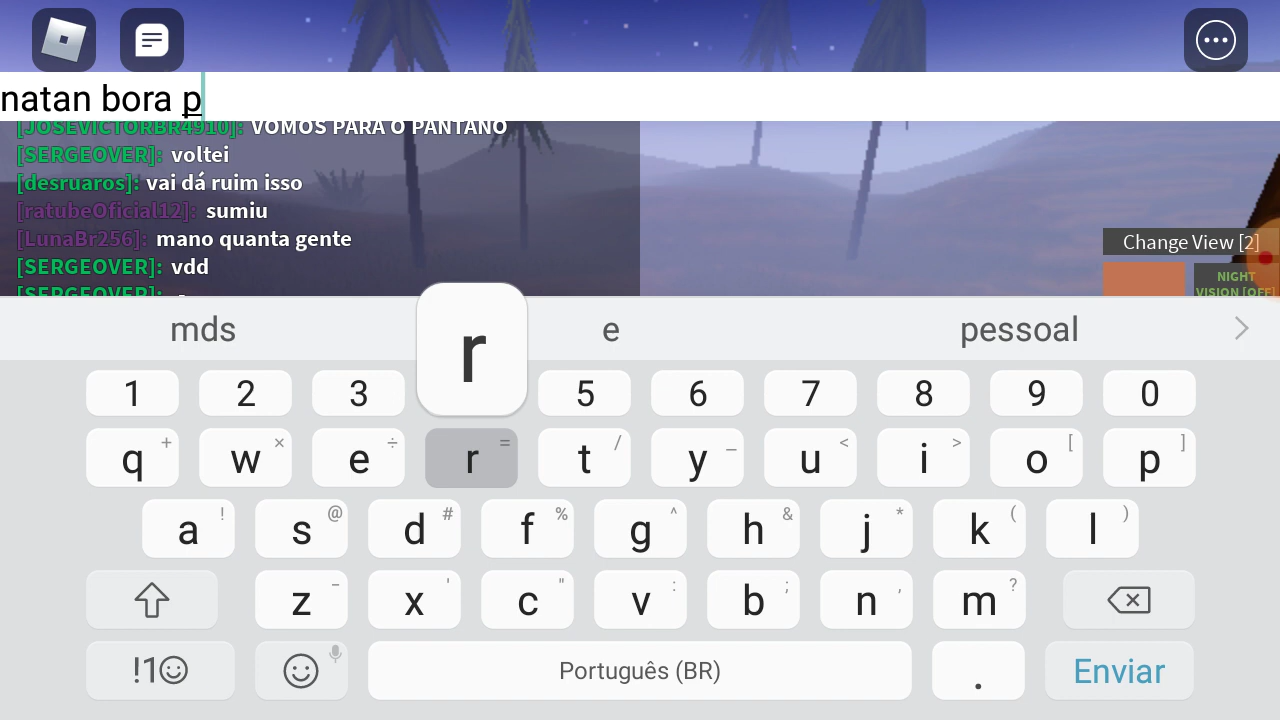 natan bora p
[JOSEVICTORBR4910]: VOMOS PARA O PANTANO
[SERGEOVER]: voltei
[desruaros]: vai dá ruim isso
[ratubeOficial12]: sumiu
[LunaBr256]: mano quanta gente
[SERGEOVER]: vdd
[SERGEOVER]:
Change View [2]
NIGHT
VISION [OFF]
mds e pessoal
r
1 2 3 5 6 7 8 9 0
q + w × e ÷ r = t / y _ u < i > o [ p ]
a ! s @ d # f % g ^ h & j * k ( l )
z - x ' c " v : b ; n , m ?
!1☺ Português (BR) . Enviar